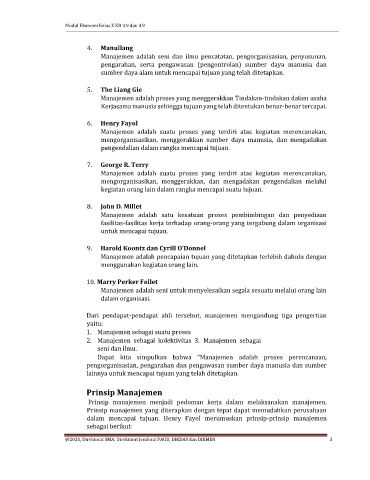 Modul Ekonomi Kelas X KD 3.9 dan 4.9
4. Manullang
Manajemen adalah seni dan ilmu pencatatan, pengorganisasian, penyusunan,
pengarahan, serta pengawasan (pengontrolan) sumber daya manusia dan
sumber daya alam untuk mencapai tujuan yang telah ditetapkan.
5. The Liang Gie
Manajemen adalah proses yang menggerakkan Tindakan-tindakan dalam usaha
Kerjasama manusia sehingga tujuan yang telah ditentukan benar-benar tercapai.
6. Henry Fayol
Manajemen adalah suatu proses yang terdiri atas kegiatan merencanakan,
mengorganisasikan, menggerakkan sumber daya manusia, dan mengadakan
pengendalian dalam rangka mencapai tujuan.
7. George R. Terry
Manajemen adalah suatu proses yang terdiri atas kegiatan merencanakan,
mengorganisasikan, menggerakkan, dan mengadakan pengendalian melalui
kegiatan orang lain dalam rangka mencapai suatu tujuan.
8. John D. Millet
Manajemen adalah satu kesatuan proses pembimbingan dan penyediaan
fasilitas-fasilitas kerja terhadap orang-orang yang tergabung dalam organisasi
untuk mencapai tujuan.
9. Harold Koontz dan Cyrill O'Donnel
Manajemen adalah pencapaian tujuan yang ditetapkan terlebih dahulu dengan
menggunakan kegiatan orang lain.
10. Marry Perker Follet
Manajemen adalah seni untuk menyelesaikan segala sesuatu melalui orang lain
dalam organisasi.
Dari pendapat-pendapat ahli tersebut, manajemen mengandung tiga pengertian
yaitu:
1. Manajemen sebagai suatu proses
2. Manajemen sebagai kolektivitas 3. Manajemen sebagai
seni dan ilmu.
Dapat kita simpulkan bahwa "Manajemen adalah proses perencanaan,
pengorganisasian, pengarahan dan pengawasan sumber daya manusia dan sumber
lainnya untuk mencapai tujuan yang telah ditetapkan.
Prinsip Manajemen
Prinsip manajemen menjadi pedoman kerja dalam melaksanakan manajemen.
Prinsip manajemen yang diterapkan dengan tepat dapat memudahkan perusahaan
dalam mencapai tujuan. Henry Fayol merumuskan prinsip-prinsip manajemen
sebagai berikut:
@2020, Direktorat SMA, Direktorat Jenderal PAUD, DIKDAS dan DIKMEN 3